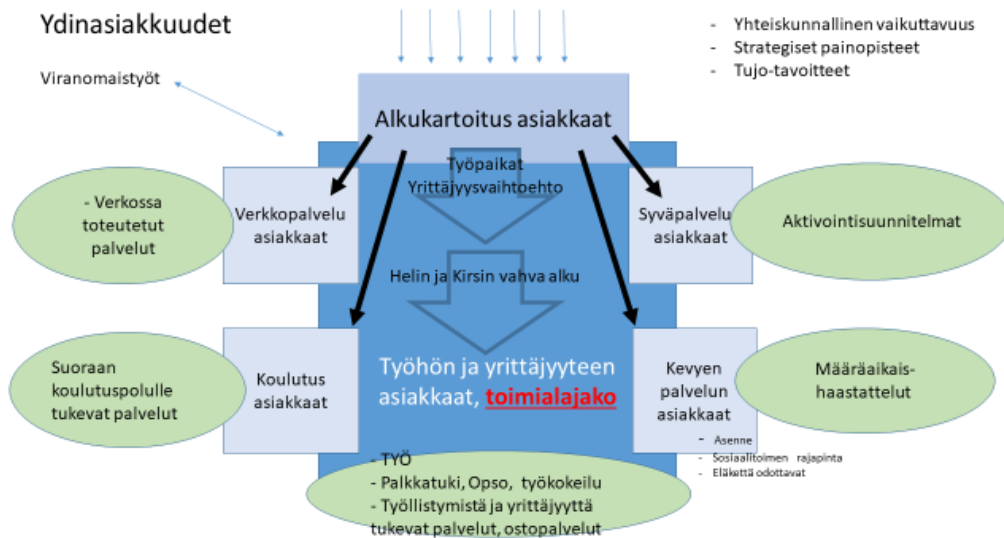 Ydinasiakkuudet
- Yhteiskunnallinen vaikuttavuus
- Strategiset painopisteet
- Tujo-tavoitteet
Viranomaistyöt
Alkukartoitus asiakkaat
Työpaikat
Yrittäjyysvaihtoehto
- Verkossa
toteutetut
palvelut
Verkkopalvelu
asiakkaat
Syväpalvelu
asiakkaat
Aktivointisuunnitelmat
Helin ja Kirsin vahva alku
Suoraan
koulutuspolulle
tukevat palvelut
Koulutus
asiakkaat
Työhön ja yrittäjyyteen
asiakkaat, toimialajako
Kevyen
palvelun
asiakkaat
Määräaikais-
haastattelut
- Asenne
- Sosiaalitoimen rajapinta
- Eläkettä odottavat
- TYÖ
- Palkkatuki, Opso, työkokeilu
- Työllistymistä ja yrittäjyyttä
tukevat palvelut, ostopalvelut